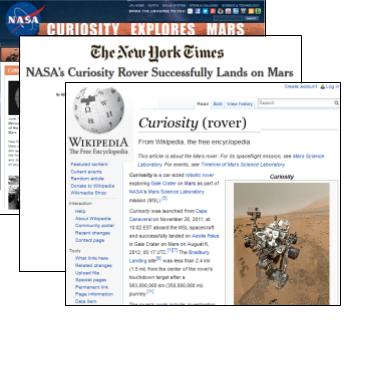 NASA
CURIOSITY EXPLORES MARS
The New York Times
NASA's Curiosity Rover Successfully Lands on Mars
Create account Log in
Read Edit View history Search
WIKIPEDIA
The Free Encyclopedia
Featured content
Current events
Random article
Donate to Wikipedia
Wikimedia Shop
Interaction
Help
About Wikipedia
Community portal
Recent changes
Contact page
Tools
What links here
Related changes
Upload file
Special pages
Permanent link
Page information
Data item
Curiosity (rover)
From Wikipedia, the free encyclopedia
This article is about the Mars rover. For its spaceflight mission, see Mars Science
Laboratory. For events, see Timeline of Mars Science Laboratory.
Curiosity is a car-sized robotic rover
exploring Gale Crater on Mars as part of
NASA's Mars Science Laboratory
mission (MSL).
Curiosity was launched from Cape
Canaveral on November 26, 2011, at
10:02 EST aboard the MSL spacecraft
and successfully landed on Aeolis Palus
in Gale Crater on Mars on August 6,
2012, 05:17 UTC. The Bradbury
Landing site was less than 2.4 km
(1.5 mi) from the center of the rover's
touchdown target after a
563,000,000 km (350,000,000 mi)
journey.
Curiosity